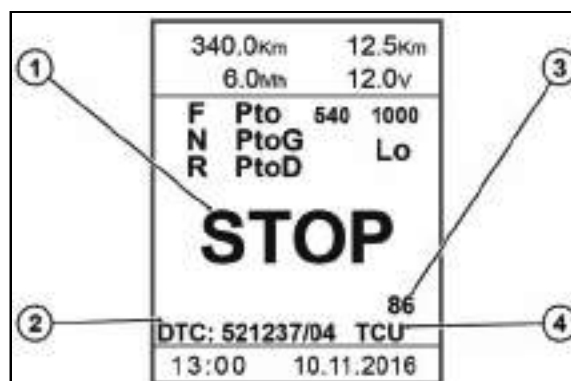 340.0Km 12.5Km
6.0Mh 12.0V
F Pto 540 1000
N PtoG Lo
R PtoD
STOP
86
DTC: 521237/04 TCU
13:00 10.11.2016
1
2
3
4